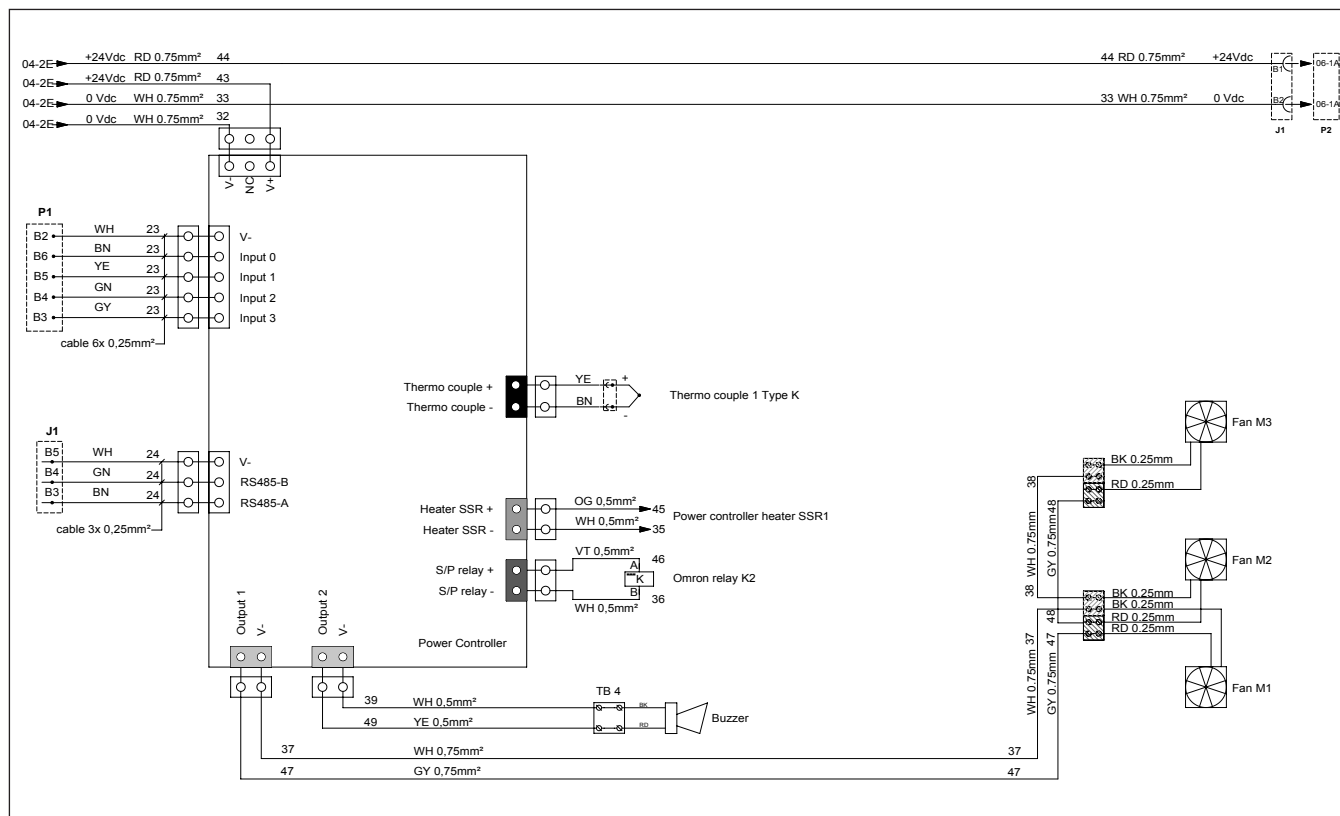 04-2E +24Vdc RD 0.75mm² 44 44 RD 0.75mm² +24Vdc B1 06-1A
04-2E +24Vdc RD 0.75mm² 43
04-2E 0 Vdc WH 0.75mm² 33 33 WH 0.75mm² 0 Vdc B2 06-1A
04-2E 0 Vdc WH 0.75mm² 32
J1 P2
V- NC V+
P1
B2 WH 23 V-
B6 BN 23 Input 0
B5 YE 23 Input 1
B4 GN 23 Input 2
B3 GY 23 Input 3
cable 6x 0,25mm²
Thermo couple + YE +
Thermo couple 1 Type K
Thermo couple - BN -
Fan M3
J1
B5 WH 24 V-
B4 GN 24 RS485-B
B3 BN 24 RS485-A
cable 3x 0,25mm²
BK 0.25mm
RD 0.25mm
38 48
WH 0.75mm GY 0.75mm
38 48
Heater SSR + OG 0,5mm² 45
Power controller heater SSR1
Heater SSR - WH 0,5mm² 35
VT 0,5mm² 46
S/P relay + A
K Omron relay K2
S/P relay - B
WH 0,5mm² 36
Fan M2
BK 0.25mm
BK 0.25mm
RD 0.25mm
RD 0.25mm
37 47
WH 0.75mm GY 0.75mm
Fan M1
Output 1 V- Output 2 V-
Power Controller
39 WH 0,5mm² TB 4 BK
49 YE 0,5mm² RD
Buzzer
37 WH 0,75mm² 37
47 GY 0,75mm² 47